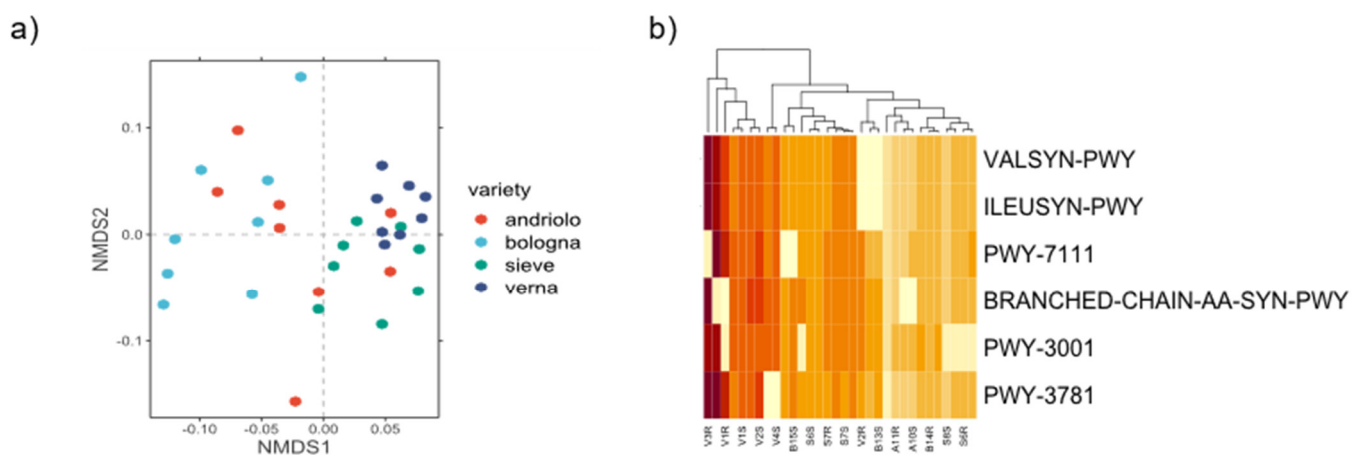 a)
b)
0.1
0.0
-0.1
NMDS2
-0.10
-0.05
0.00
0.05
NMDS1
variety
andriolo
bologna
sieve
verna
VALSYN-PWY
ILEUSYN-PWY
PWY-7111
BRANCHED-CHAIN-AA-SYN-PWY
PWY-3001
PWY-3781
V3R
V1R
V1S
V2S
V4S
B15S
S6S
S7R
S7S
V2R
B13S
A11R
A10S
B14R
S8S
S6R